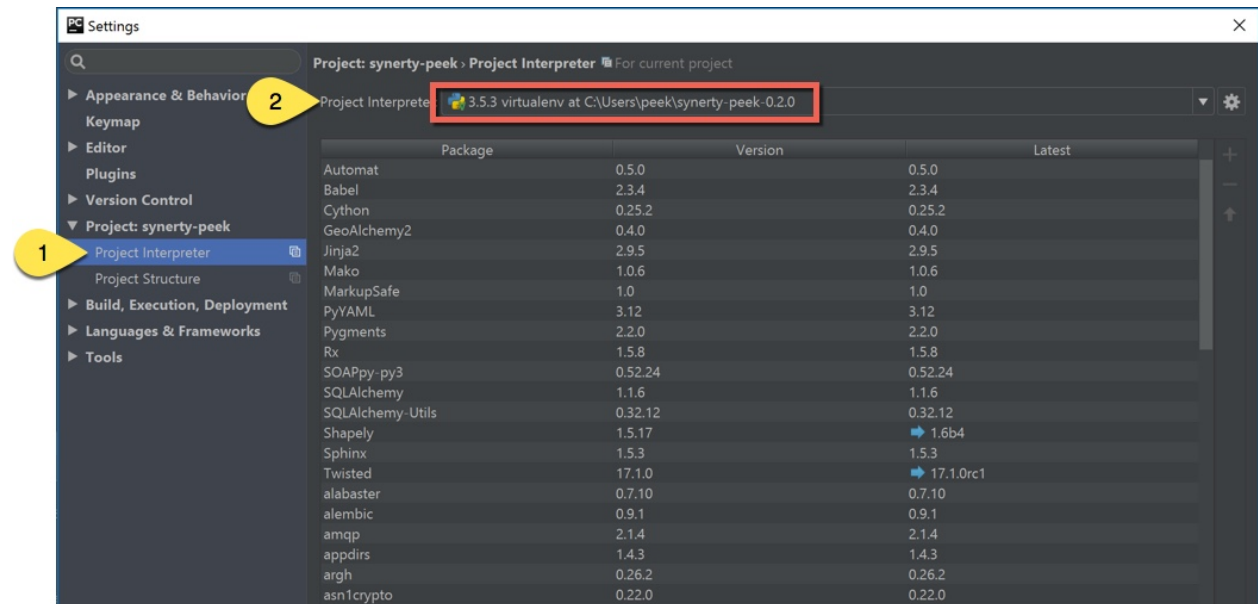 PC Settings
Project: synerty-peek › Project Interpreter For current project
Appearance & Behavior
2
Project Interpreter 3.5.3 virtualenv at C:\Users\peek\synerty-peek-0.2.0
Keymap
Editor
Plugins
Version Control
Project: synerty-peek
1
Project Interpreter
Project Structure
Build, Execution, Deployment
Languages & Frameworks
Tools
Package Version Latest
Automat 0.5.0 0.5.0
Babel 2.3.4 2.3.4
Cython 0.25.2 0.25.2
GeoAlchemy2 0.4.0 0.4.0
Jinja2 2.9.5 2.9.5
Mako 1.0.6 1.0.6
MarkupSafe 1.0 1.0
PyYAML 3.12 3.12
Pygments 2.2.0 2.2.0
Rx 1.5.8 1.5.8
SOAPpy-py3 0.52.24 0.52.24
SQLAlchemy 1.1.6 1.1.6
SQLAlchemy-Utils 0.32.12 0.32.12
Shapely 1.5.17 1.6b4
Sphinx 1.5.3 1.5.3
Twisted 17.1.0 17.1.0rc1
alabaster 0.7.10 0.7.10
alembic 0.9.1 0.9.1
amqp 2.1.4 2.1.4
appdirs 1.4.3 1.4.3
argh 0.26.2 0.26.2
asn1crypto 0.22.0 0.22.0